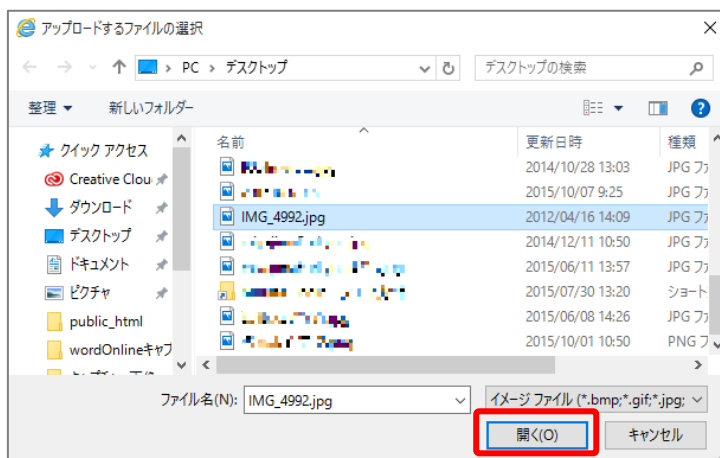 アップロードするファイルの選択
PC › デスクトップ
デスクトップの検索
整理 新しいフォルダー
クイック アクセス
Creative Clou
ダウンロード
デスクトップ
ドキュメント
ピクチャ
public_html
wordOnlineキャプ
名前 更新日時 種類
2014/10/28 13:03 JPG ファ
2015/10/07 9:25 JPG ファ
IMG_4992.jpg 2012/04/16 14:09 JPG ファ
2014/12/11 10:50 JPG ファ
2015/06/11 13:57 JPG ファ
2015/07/30 13:20 ショート
2015/06/08 14:26 JPG ファ
2015/10/01 10:50 PNG フ
ファイル名(N): IMG_4992.jpg イメージ ファイル (*.bmp;*.gif;*.jpg;
開く(O) キャンセル